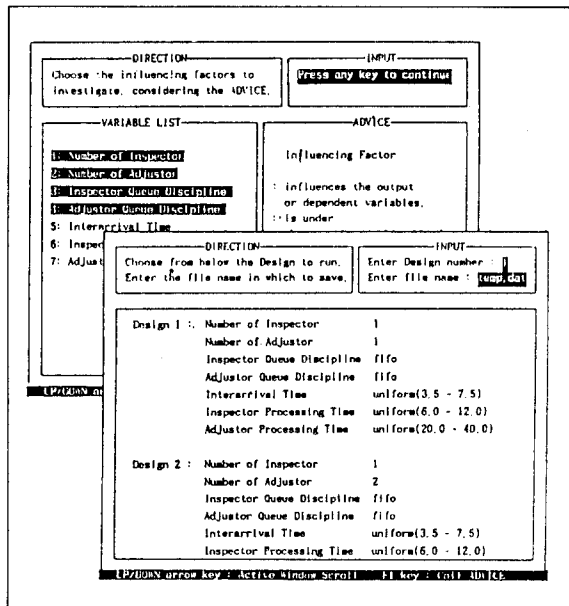 DIRECTION
Choose the influencing factors to
investigate, considering the ADVICE.
INPUT
Press any key to continue
VARIABLE LIST
1: Number of Inspector
2: Number of Adjustor
3: Inspector Queue Discipline
4: Adjustor Queue Discipline
5: Interarrival Time
6: Inspec
7: Adjust
ADVICE
Influencing Factor
: influences the output
or dependent variables.
: is under
UP/DOWN
DIRECTION
Choose from below the Design to run.
Enter the file name in which to save.
INPUT
Enter Design number :
Enter file name : temp.dat
Design 1 : Number of Inspector 1
Number of Adjustor 1
Inspector Queue Discipline fifo
Adjustor Queue Discipline fifo
Interarrival Time uniform(3.5 - 7.5)
Inspector Processing Time uniform(6.0 - 12.0)
Adjustor Processing Time uniform(20.0 - 40.0)
Design 2 : Number of Inspector 1
Number of Adjustor 2
Inspector Queue Discipline fifo
Adjustor Queue Discipline fifo
Interarrival Time uniform(3.5 - 7.5)
Inspector Processing Time uniform(6.0 - 12.0)
UP/DOWN arrow key : Active Window Scroll F1 key : Call ADVICE